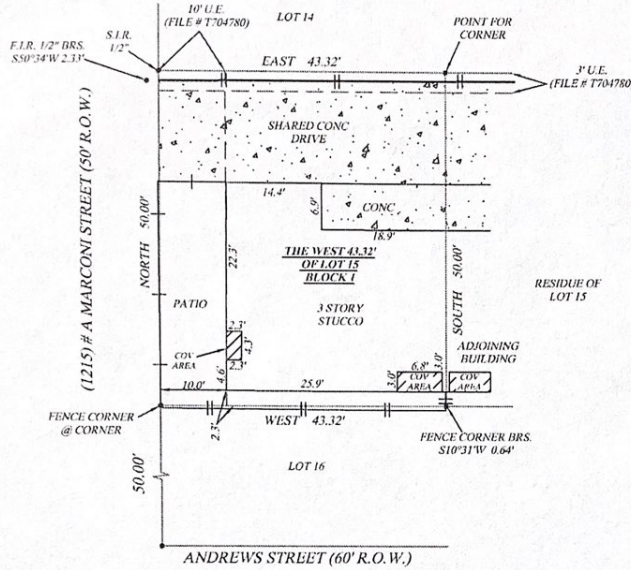 10' U.E.
(FILE # T704780)
LOT 14
S.I.R.
1/2"
POINT FOR
CORNER
F.I.R. 1/2" BRS.
S50°34'W 2.33'
EAST 43.32'
3' U.E.
(FILE # T704780)
SHARED CONC
DRIVE
(1215) # A MARCONI STREET (50' R.O.W.)
NORTH 50.00'
14.4'
6.9'
CONC
18.9'
22.3'
THE WEST 43.32'
OF LOT 15
BLOCK 1
SOUTH 50.00'
RESIDUE OF
LOT 15
PATIO
3 STORY
STUCCO
2.3'
4.3'
COV
AREA
2.3'
4.6'
ADJOINING
BUILDING
6.8'
3.0'
3.0'
COV
AREA
COV
AREA
10.0'
25.9'
FENCE CORNER
@ CORNER
2.3'
WEST 43.32'
FENCE CORNER BRS.
S10°31'W 0.64'
50.00'
LOT 16
ANDREWS STREET (60' R.O.W.)